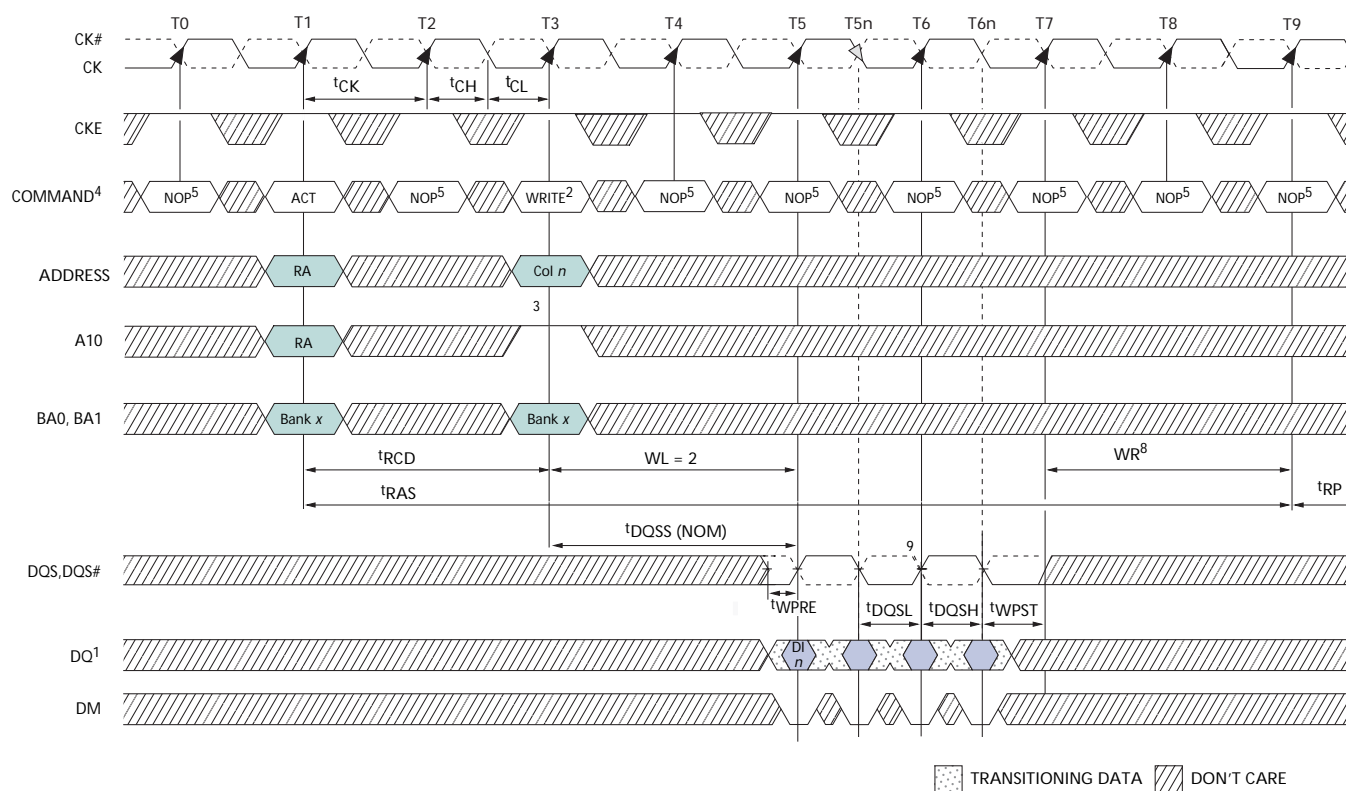 T0 T1 T2 T3 T4 T5 T5n T6 T6n T7 T8 T9
CK#
CK
tCK tCH tCL
CKE
COMMAND4 NOP5 ACT NOP5 WRITE2 NOP5 NOP5 NOP5 NOP5 NOP5 NOP5
ADDRESS RA Col n
3
A10 RA
BA0, BA1 Bank x Bank x
tRCD WL = 2 WR8
tRAS tRP
tDQSS (NOM)
9
DQS,DQS#
tWPRE tDQSL tDQSH tWPST
DQ1 DI
n
DM
TRANSITIONING DATA DON'T CARE